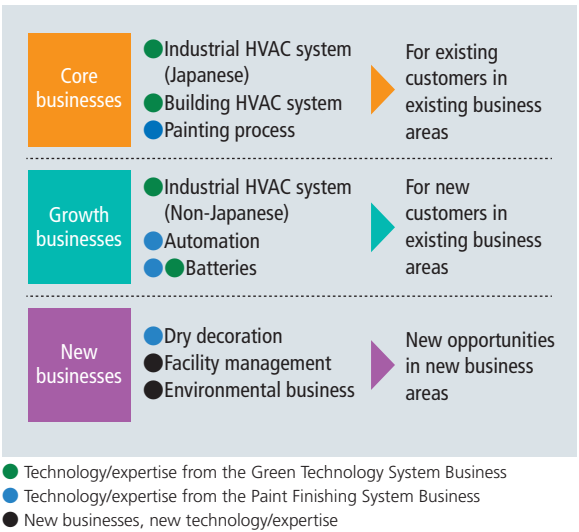 Core
businesses
●Industrial HVAC system
(Japanese)
●Building HVAC system
●Painting process
For existing
customers in
existing business
areas
Growth
businesses
●Industrial HVAC system
(Non-Japanese)
●Automation
●●Batteries
For new
customers in
existing business
areas
New
businesses
●Dry decoration
●Facility management
●Environmental business
New opportunities
in new business
areas
● Technology/expertise from the Green Technology System Business
● Technology/expertise from the Paint Finishing System Business
● New businesses, new technology/expertise